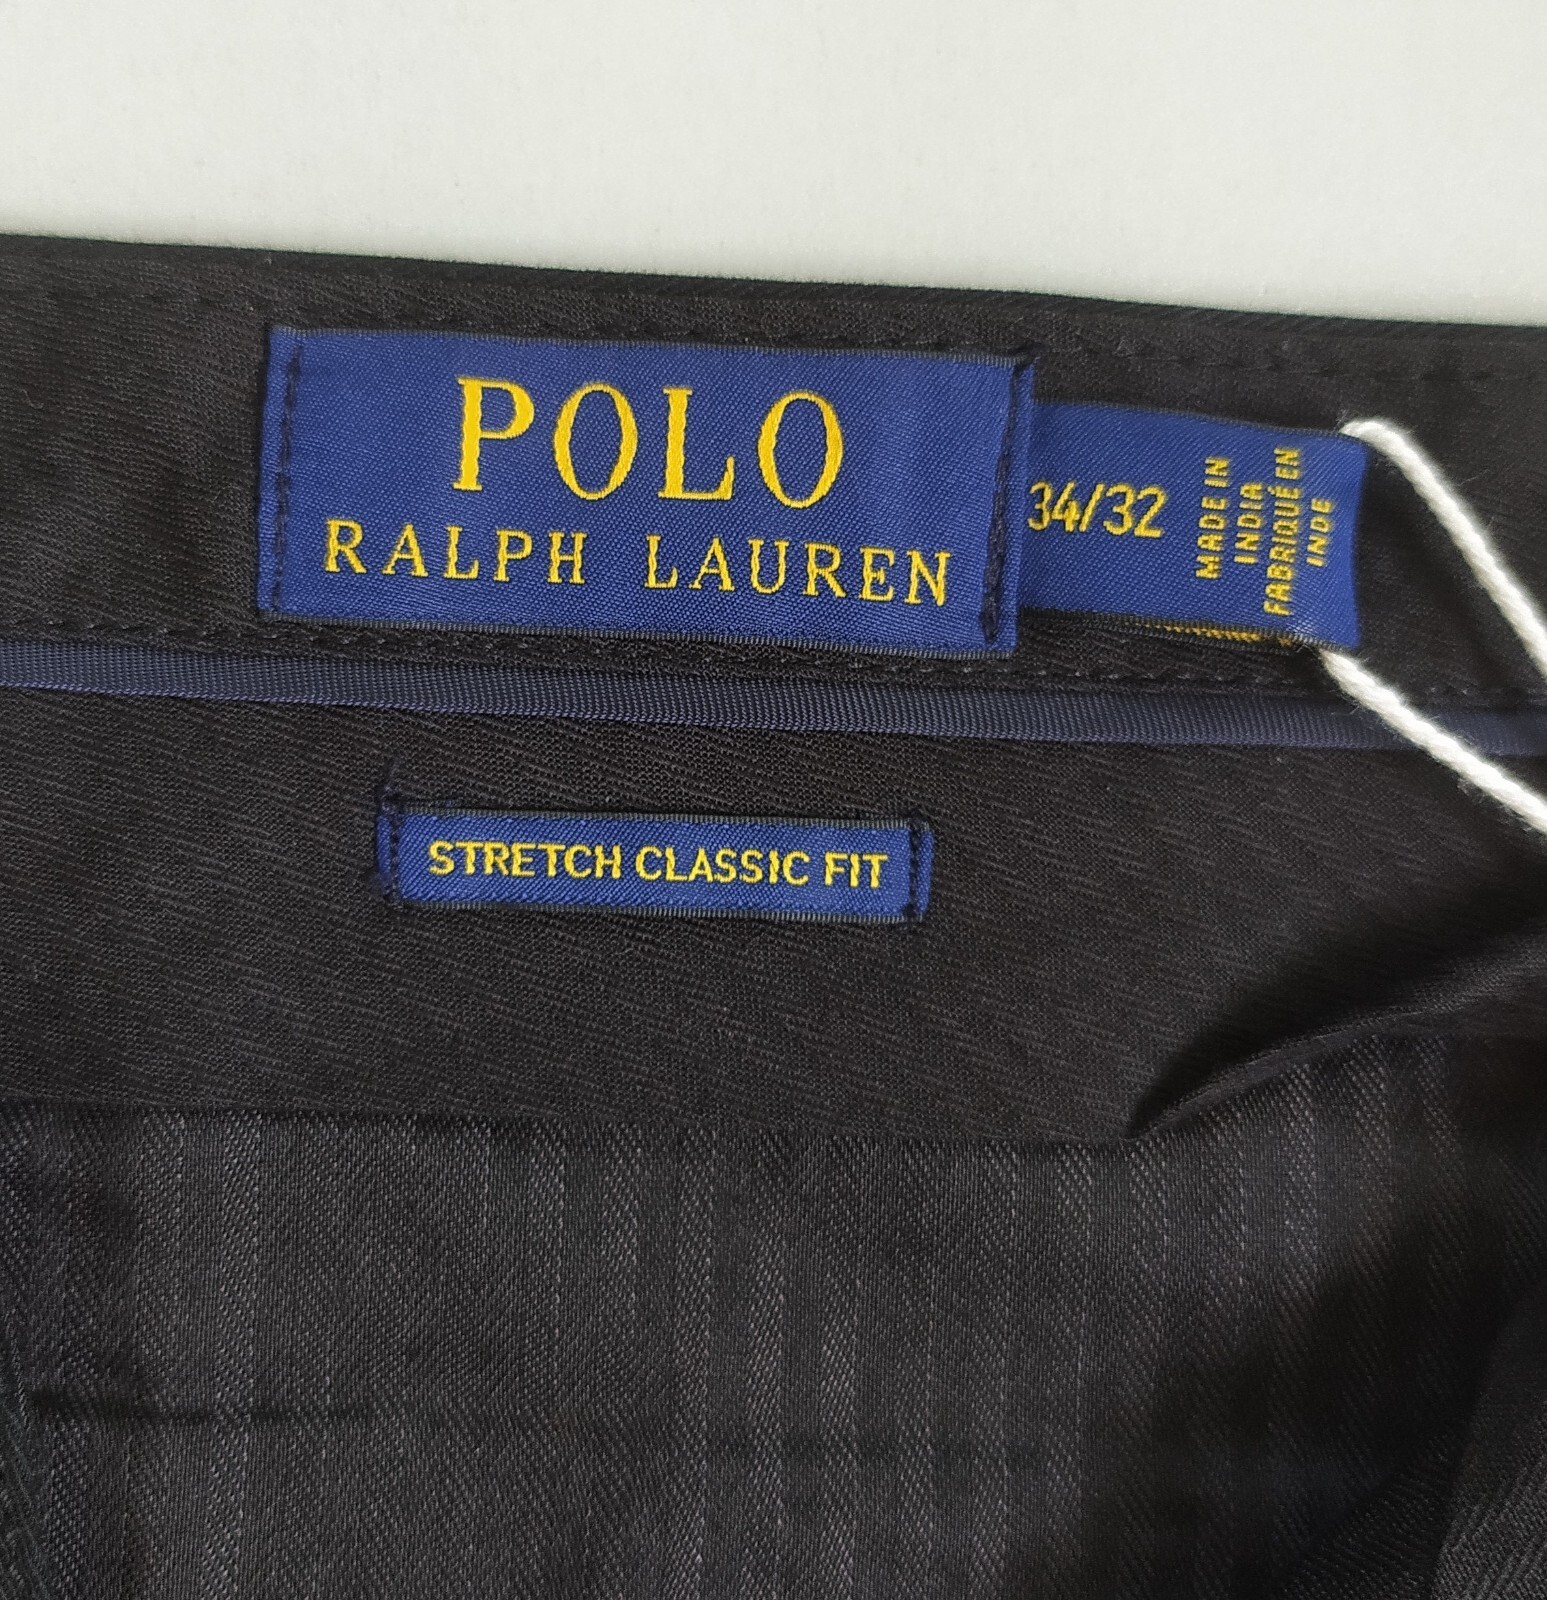 POLO
RALPH LAUREN
34/32
MADE IN
INDIA
FABRIQUÉ EN
INDE
STRETCH CLASSIC FIT